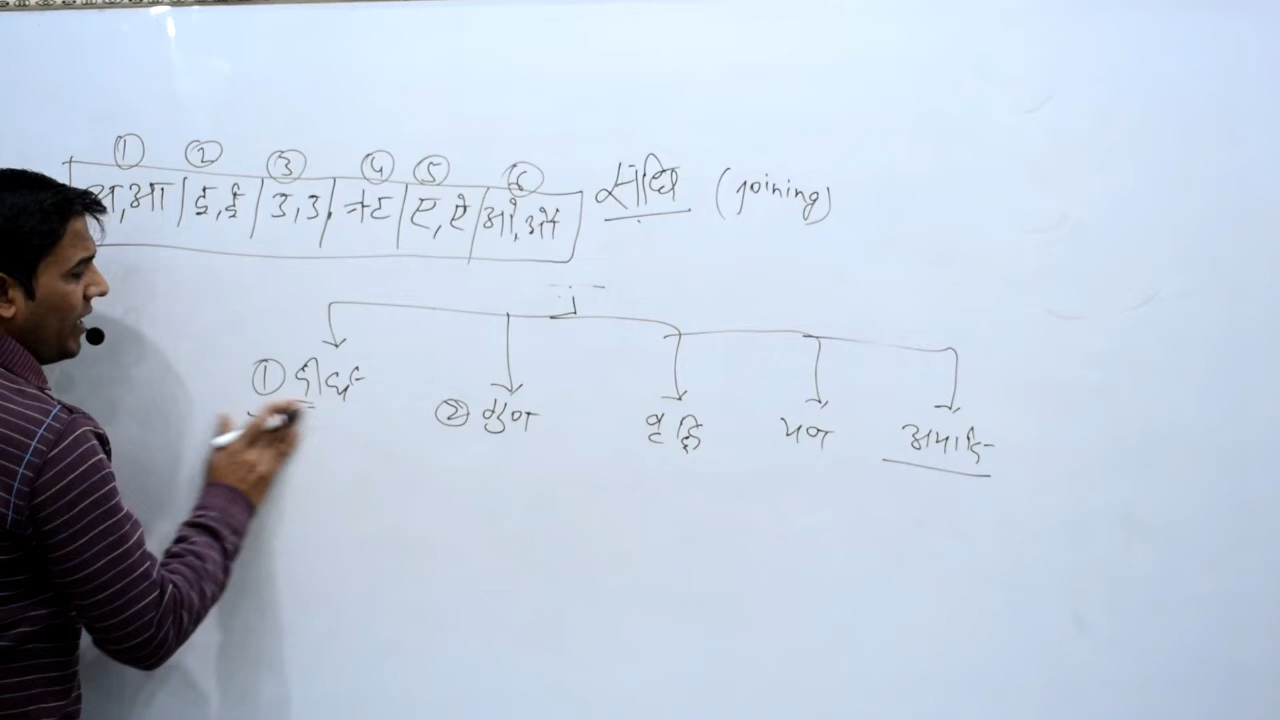 ① ② ③ ④ ⑤ ⑥
अ, आ इ, ई उ, ऊ ऋ ए, ऐ ओ, औ संधि (joining)
① दीर्घ ② गुण वृद्धि यण अयादि